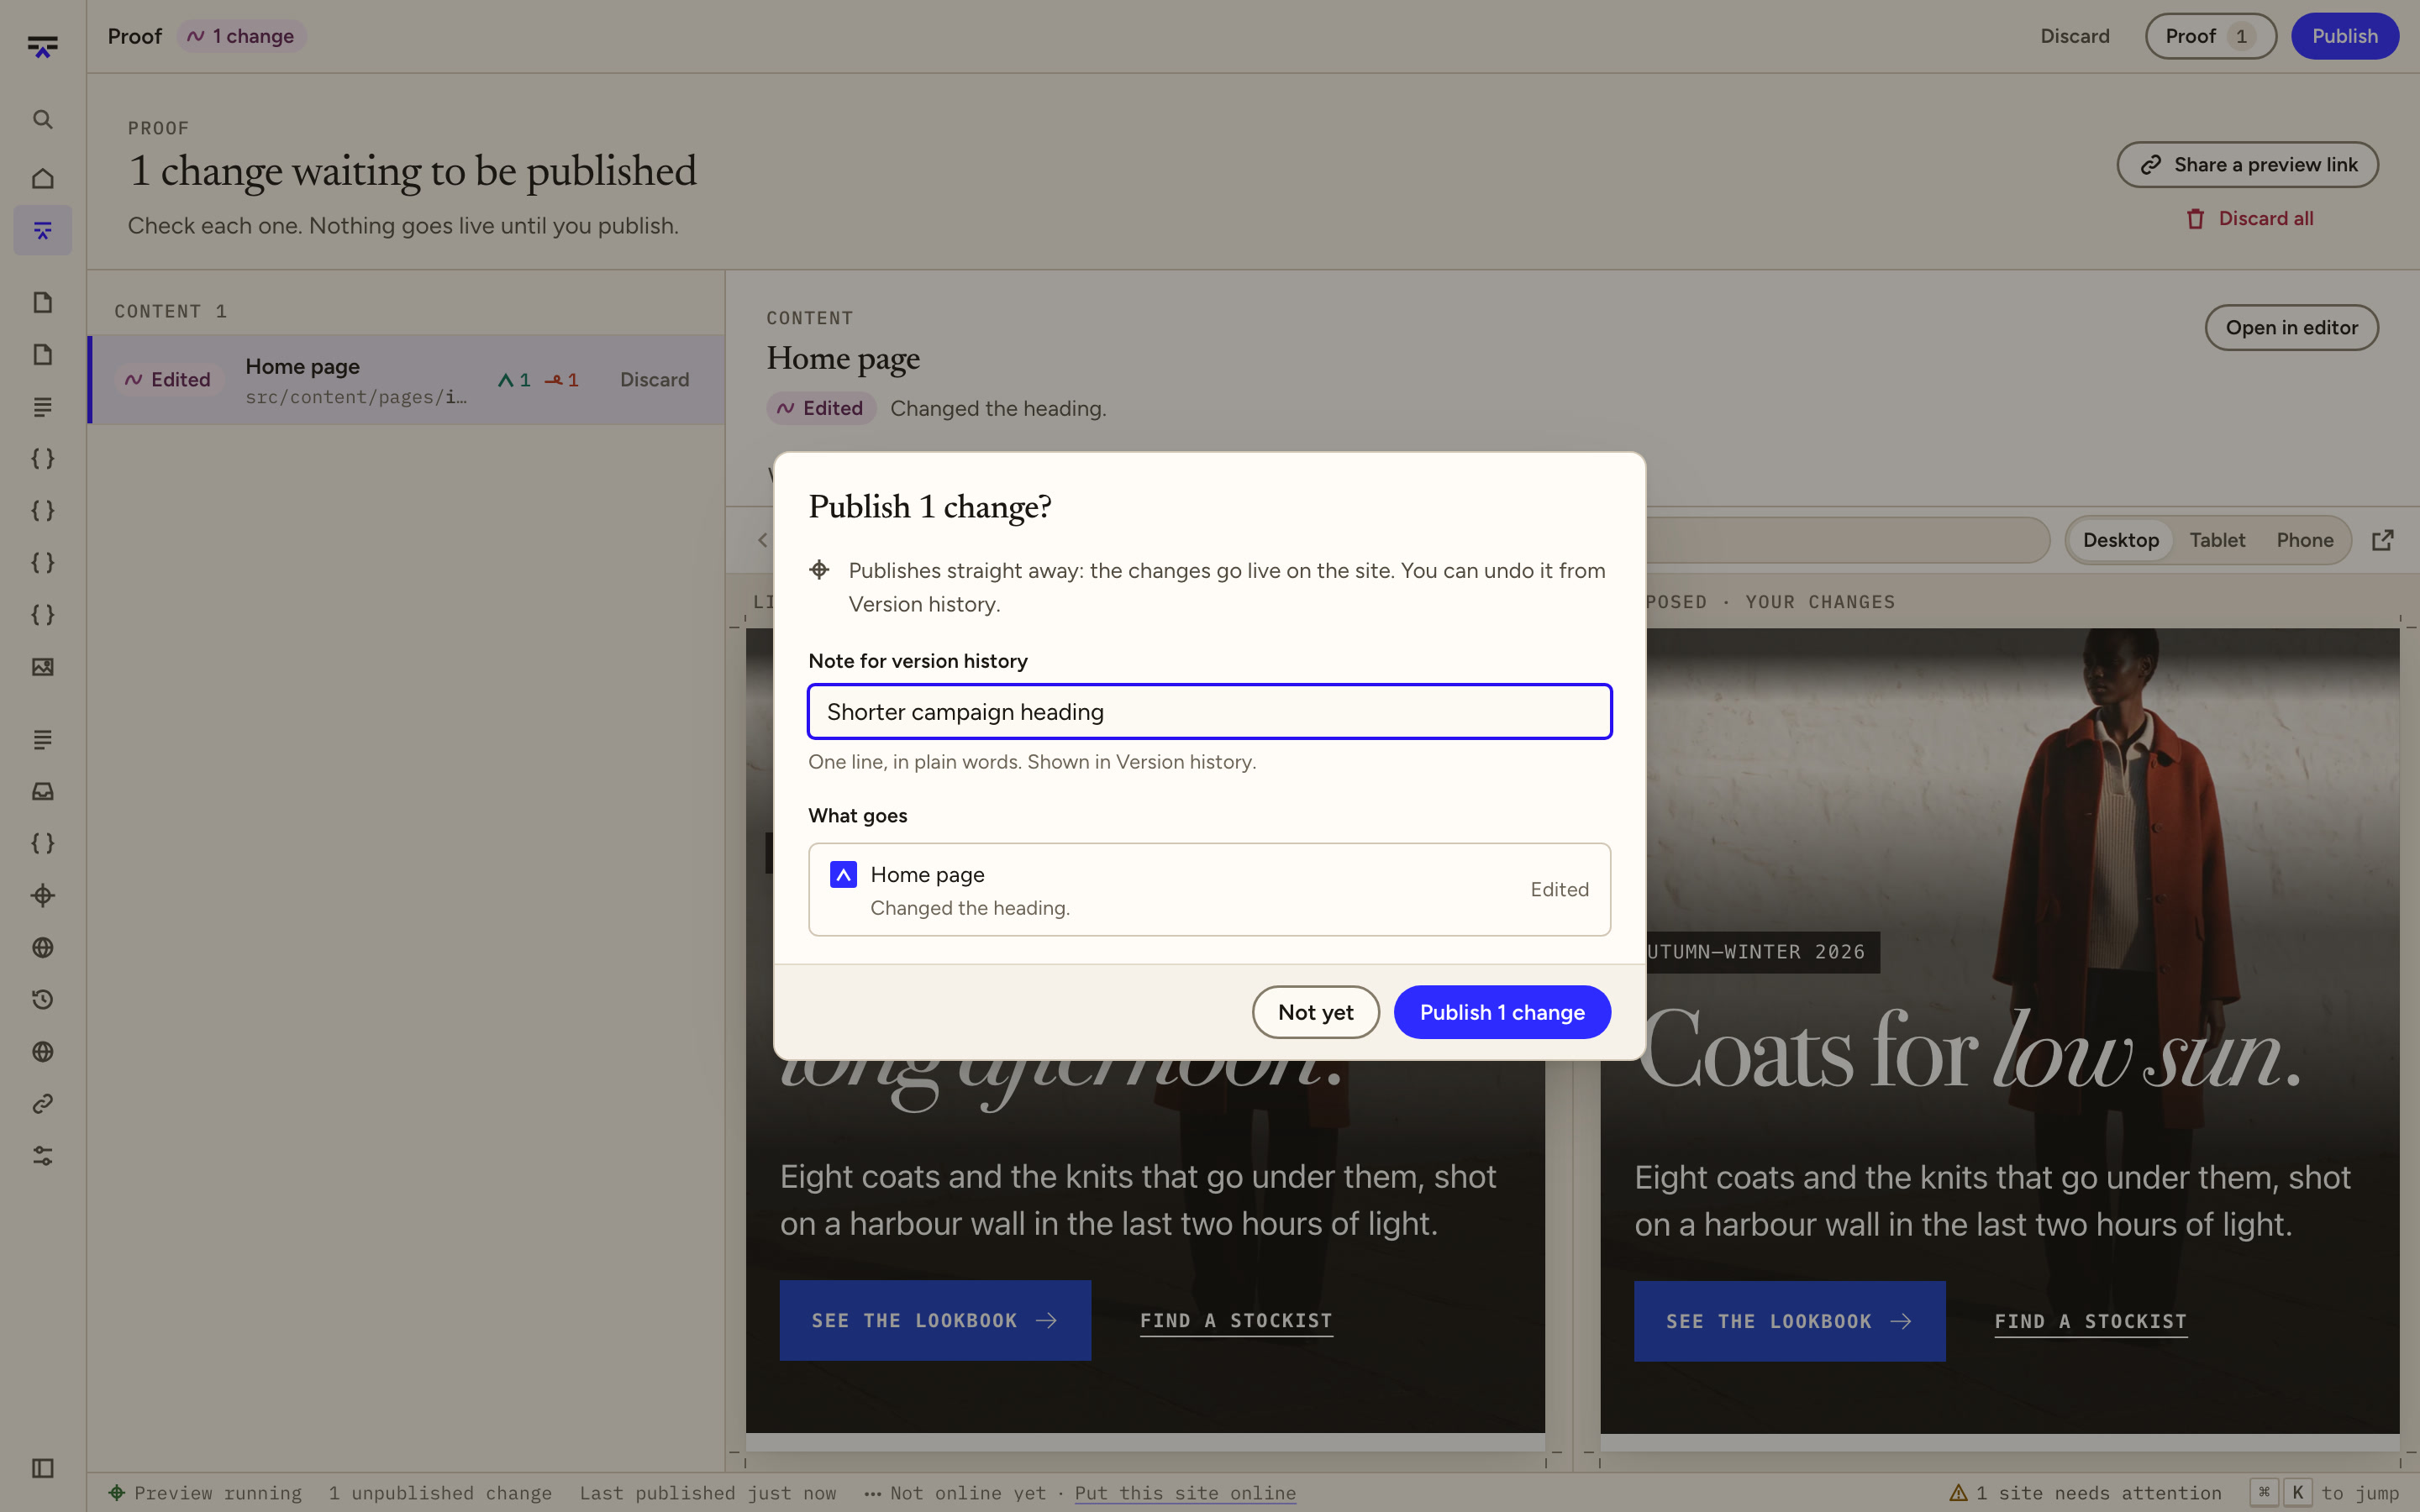 Proof
1 change
Discard
Proof 1
Publish
PROOF
1 change waiting to be published
Check each one. Nothing goes live until you publish.
Share a preview link
Discard all
CONTENT 1
Edited
Home page
src/content/pages/i…
1 1
Discard
CONTENT
Home page
Open in editor
Edited
Changed the heading.
Desktop
Tablet
Phone
YOUR CHANGES
Publish 1 change?
Publishes straight away: the changes go live on the site. You can undo it from
Version history.
Note for version history
Shorter campaign heading
One line, in plain words. Shown in Version history.
What goes
Home page
Changed the heading.
Edited
Not yet
Publish 1 change
long afternoon.
Eight coats and the knits that go under them, shot
on a harbour wall in the last two hours of light.
SEE THE LOOKBOOK →
FIND A STOCKIST
UTUMN—WINTER 2026
Coats for low sun.
Eight coats and the knits that go under them, shot
on a harbour wall in the last two hours of light.
SEE THE LOOKBOOK →
FIND A STOCKIST
Preview running
1 unpublished change
Last published just now
Not online yet · Put this site online
1 site needs attention
⌘ K to jump